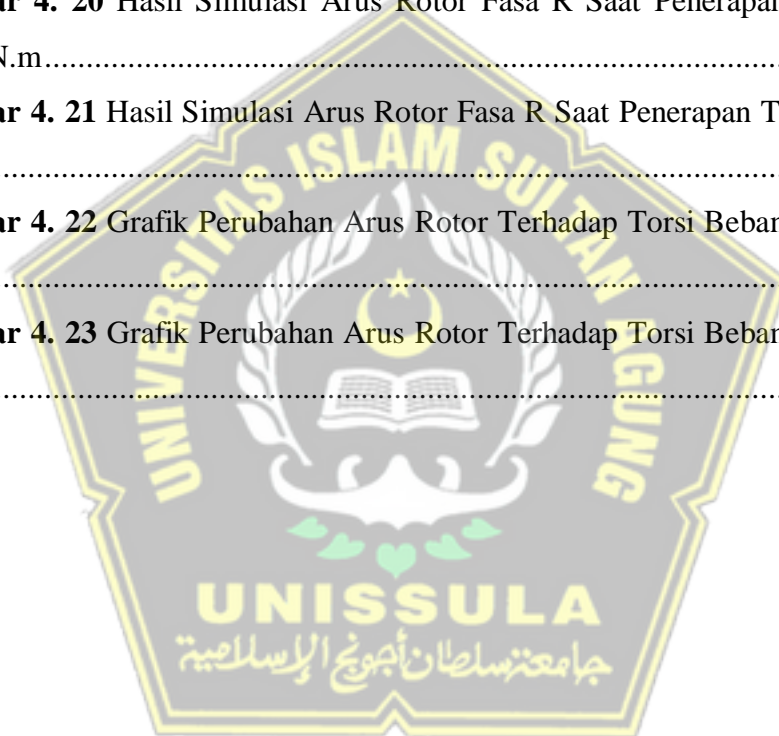 ar 4. 20 Hasil Simulasi Arus Rotor Fasa R Saat Penerapan
N.m.....................................................................................................
ar 4. 21 Hasil Simulasi Arus Rotor Fasa R Saat Penerapan T
.....................................................................................................
ar 4. 22 Grafik Perubahan Arus Rotor Terhadap Torsi Beban
.....................................................................................................
ar 4. 23 Grafik Perubahan Arus Rotor Terhadap Torsi Beban
.....................................................................................................
UNIVERSITAS ISLAM SULTAN AGUNG
UNISSULA
جامعتنسلطان أجونج الإسلامية